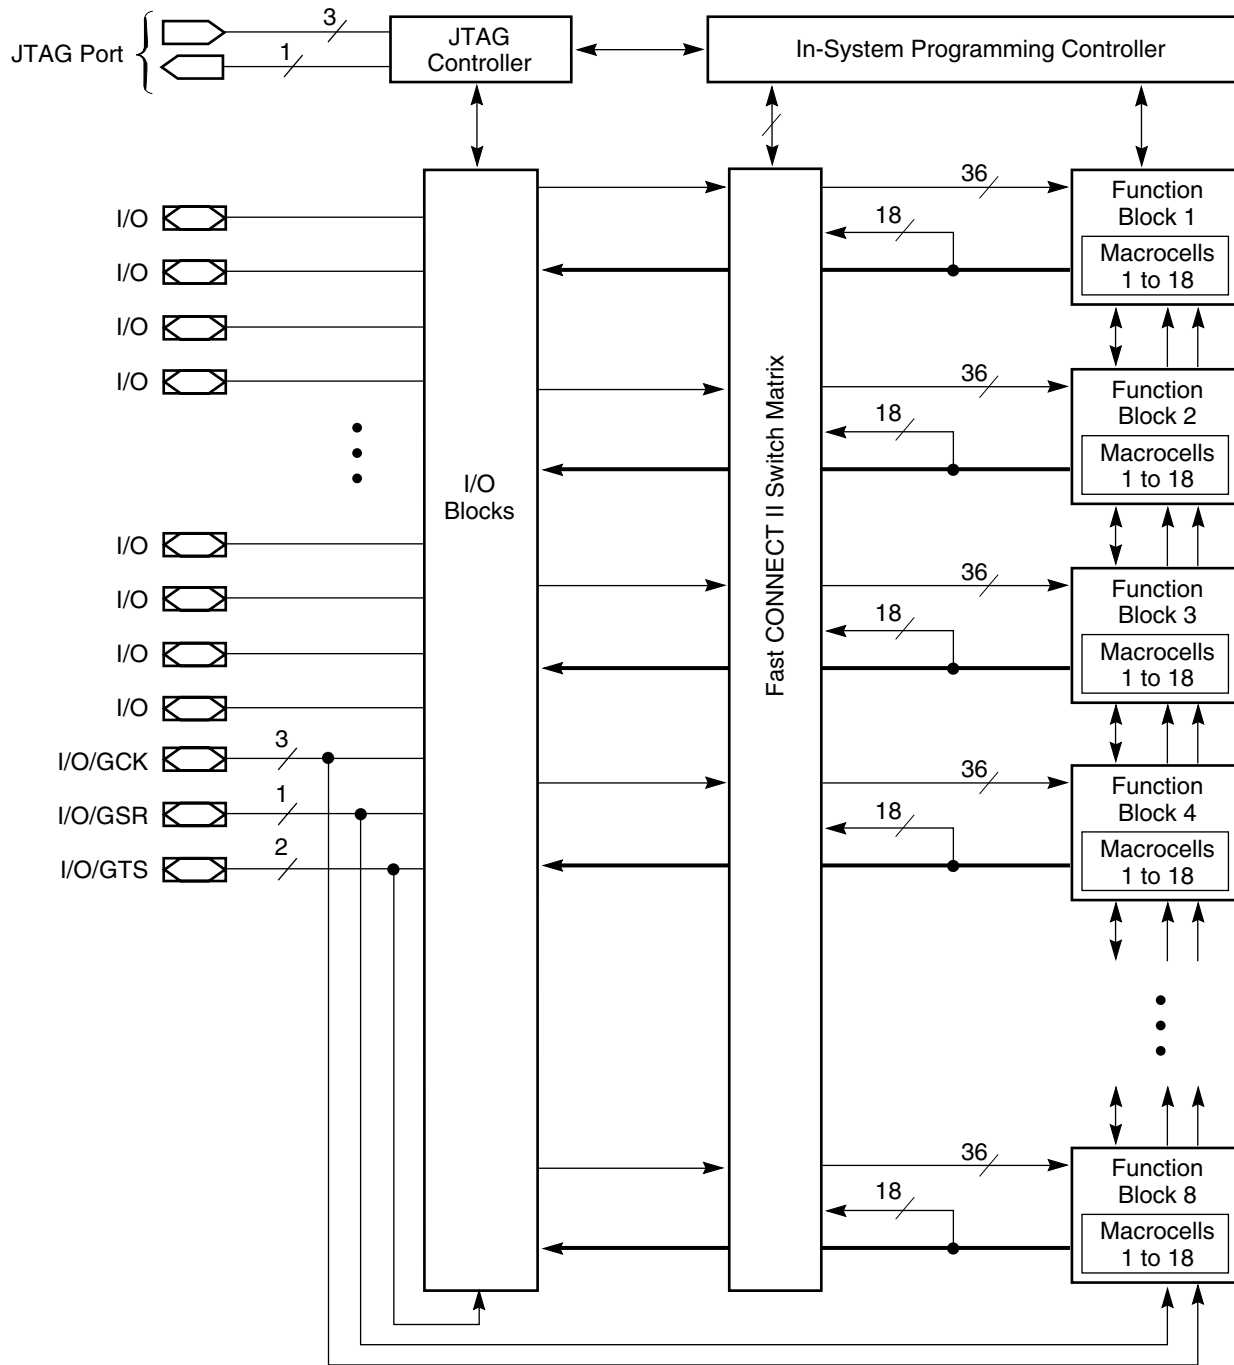 JTAG Port
3
1
JTAG
Controller
In-System Programming Controller
I/O
I/O
I/O
I/O
I/O
I/O
I/O
I/O
I/O/GCK
3
I/O/GSR
1
I/O/GTS
2
I/O
Blocks
Fast CONNECT II Switch Matrix
36
18
Function
Block 1
Macrocells
1 to 18
36
18
Function
Block 2
Macrocells
1 to 18
36
18
Function
Block 3
Macrocells
1 to 18
36
18
Function
Block 4
Macrocells
1 to 18
36
18
Function
Block 8
Macrocells
1 to 18